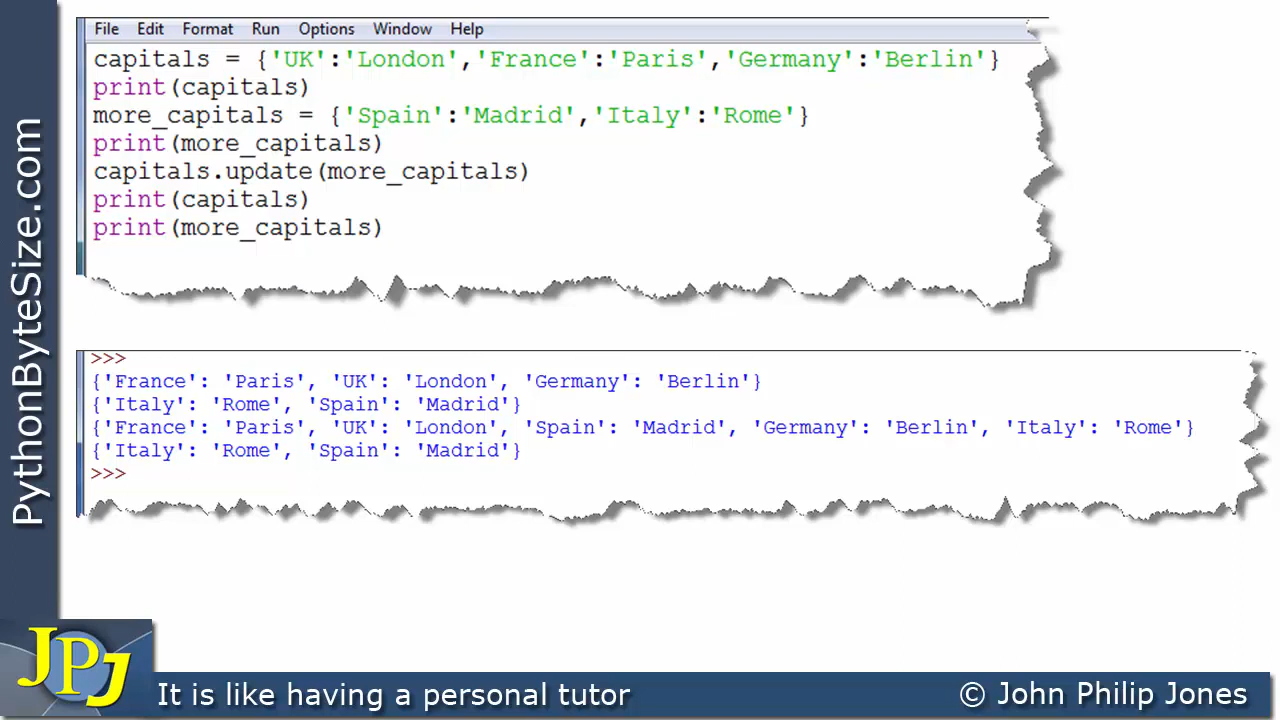 File Edit Format Run Options Window Help
capitals = {'UK':'London','France':'Paris','Germany':'Berlin'}
print(capitals)
more_capitals = {'Spain':'Madrid','Italy':'Rome'}
print(more_capitals)
capitals.update(more_capitals)
print(capitals)
print(more_capitals)
>>>
{'France': 'Paris', 'UK': 'London', 'Germany': 'Berlin'}
{'Italy': 'Rome', 'Spain': 'Madrid'}
{'France': 'Paris', 'UK': 'London', 'Spain': 'Madrid', 'Germany': 'Berlin', 'Italy': 'Rome'}
{'Italy': 'Rome', 'Spain': 'Madrid'}
>>>
PythonByteSize.com
JPJ
It is like having a personal tutor
© John Philip Jones